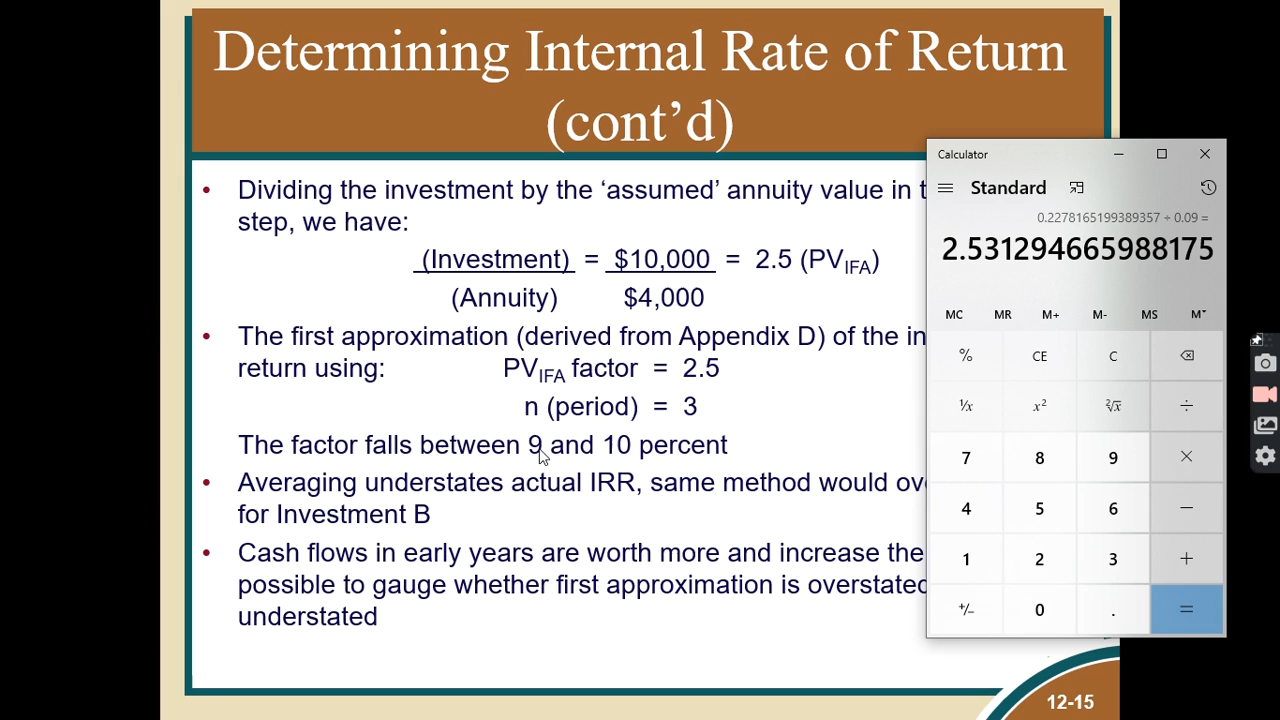 Determining Internal Rate of Return
(cont’d)
• Dividing the investment by the ‘assumed’ annuity value in
step, we have:
(Investment) = $10,000 = 2.5 (PVIFA)
(Annuity) $4,000
• The first approximation (derived from Appendix D) of the
return using: PVIFA factor = 2.5
n (period) = 3
The factor falls between 9 and 10 percent
• Averaging understates actual IRR, same method would
for Investment B
• Cash flows in early years are worth more and increase the
possible to gauge whether first approximation is overstated
understated
12-15
Calculator
Standard
0.2278165199389357 ÷ 0.09 =
2.531294665988175
MC MR M+ M- MS M˅
% CE C
¹/x x² ²√x ÷
7 8 9 ×
4 5 6 −
1 2 3 +
+/− 0 . =